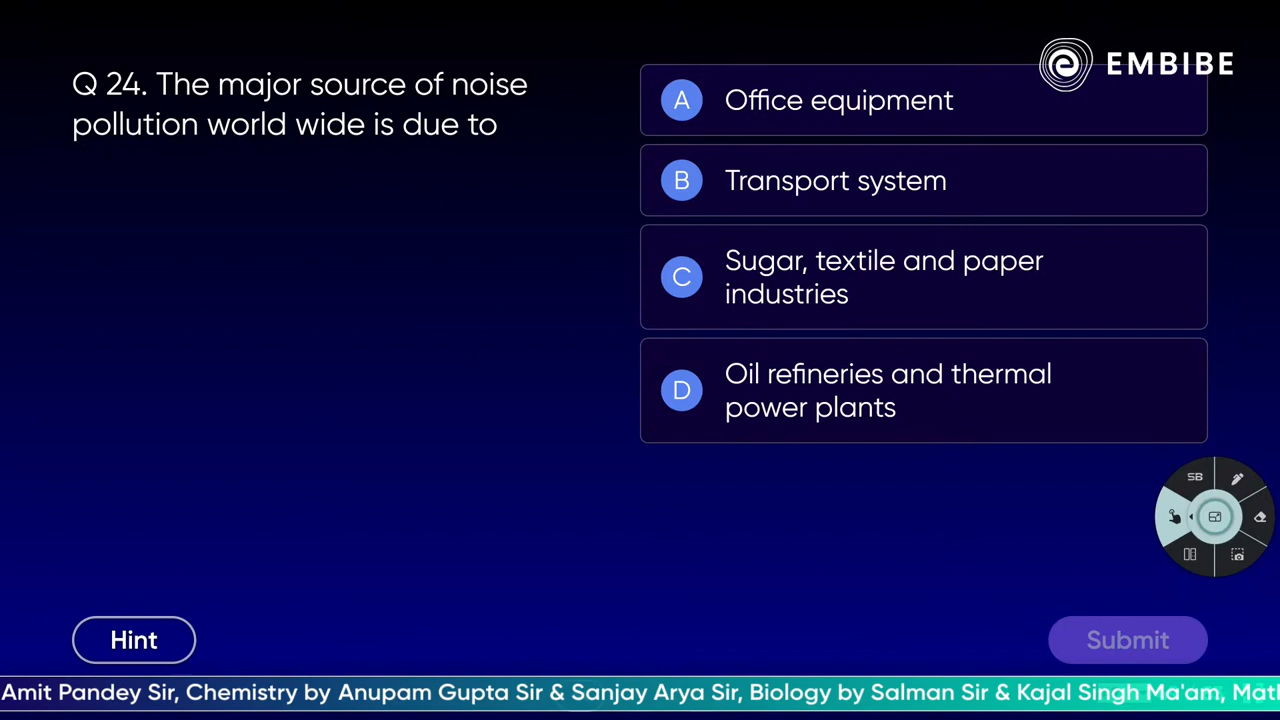 EMBIBE
Q 24. The major source of noise
pollution world wide is due to
A Office equipment
B Transport system
C Sugar, textile and paper
industries
D Oil refineries and thermal
power plants
SB
Hint
Submit
Amit Pandey Sir, Chemistry by Anupam Gupta Sir & Sanjay Arya Sir, Biology by Salman Sir & Kajal Singh Ma'am, Math